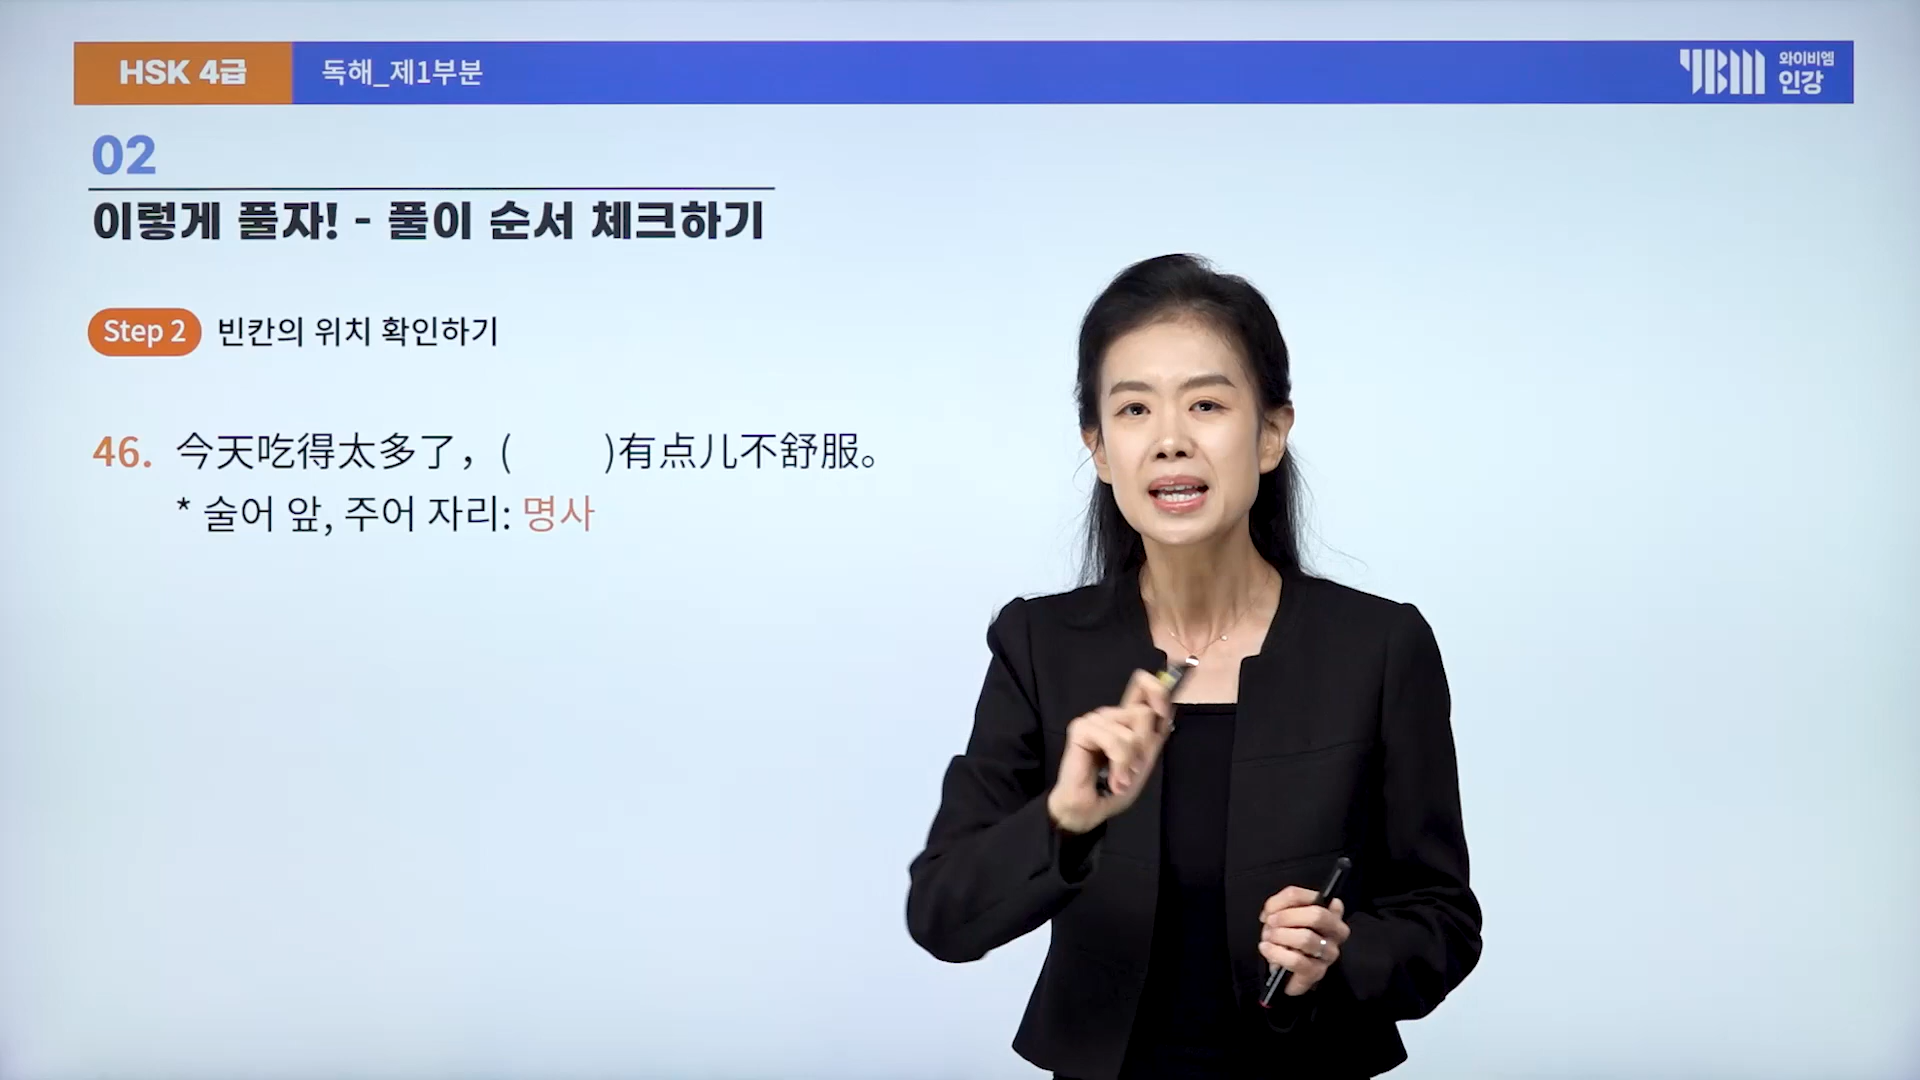 HSK 4급
독해_제1부분
YBM 와이비엠 인강
02
이렇게 풀자! - 풀이 순서 체크하기
Step 2 빈칸의 위치 확인하기
46. 今天吃得太多了，( )有点儿不舒服。
* 술어 앞, 주어 자리: 명사